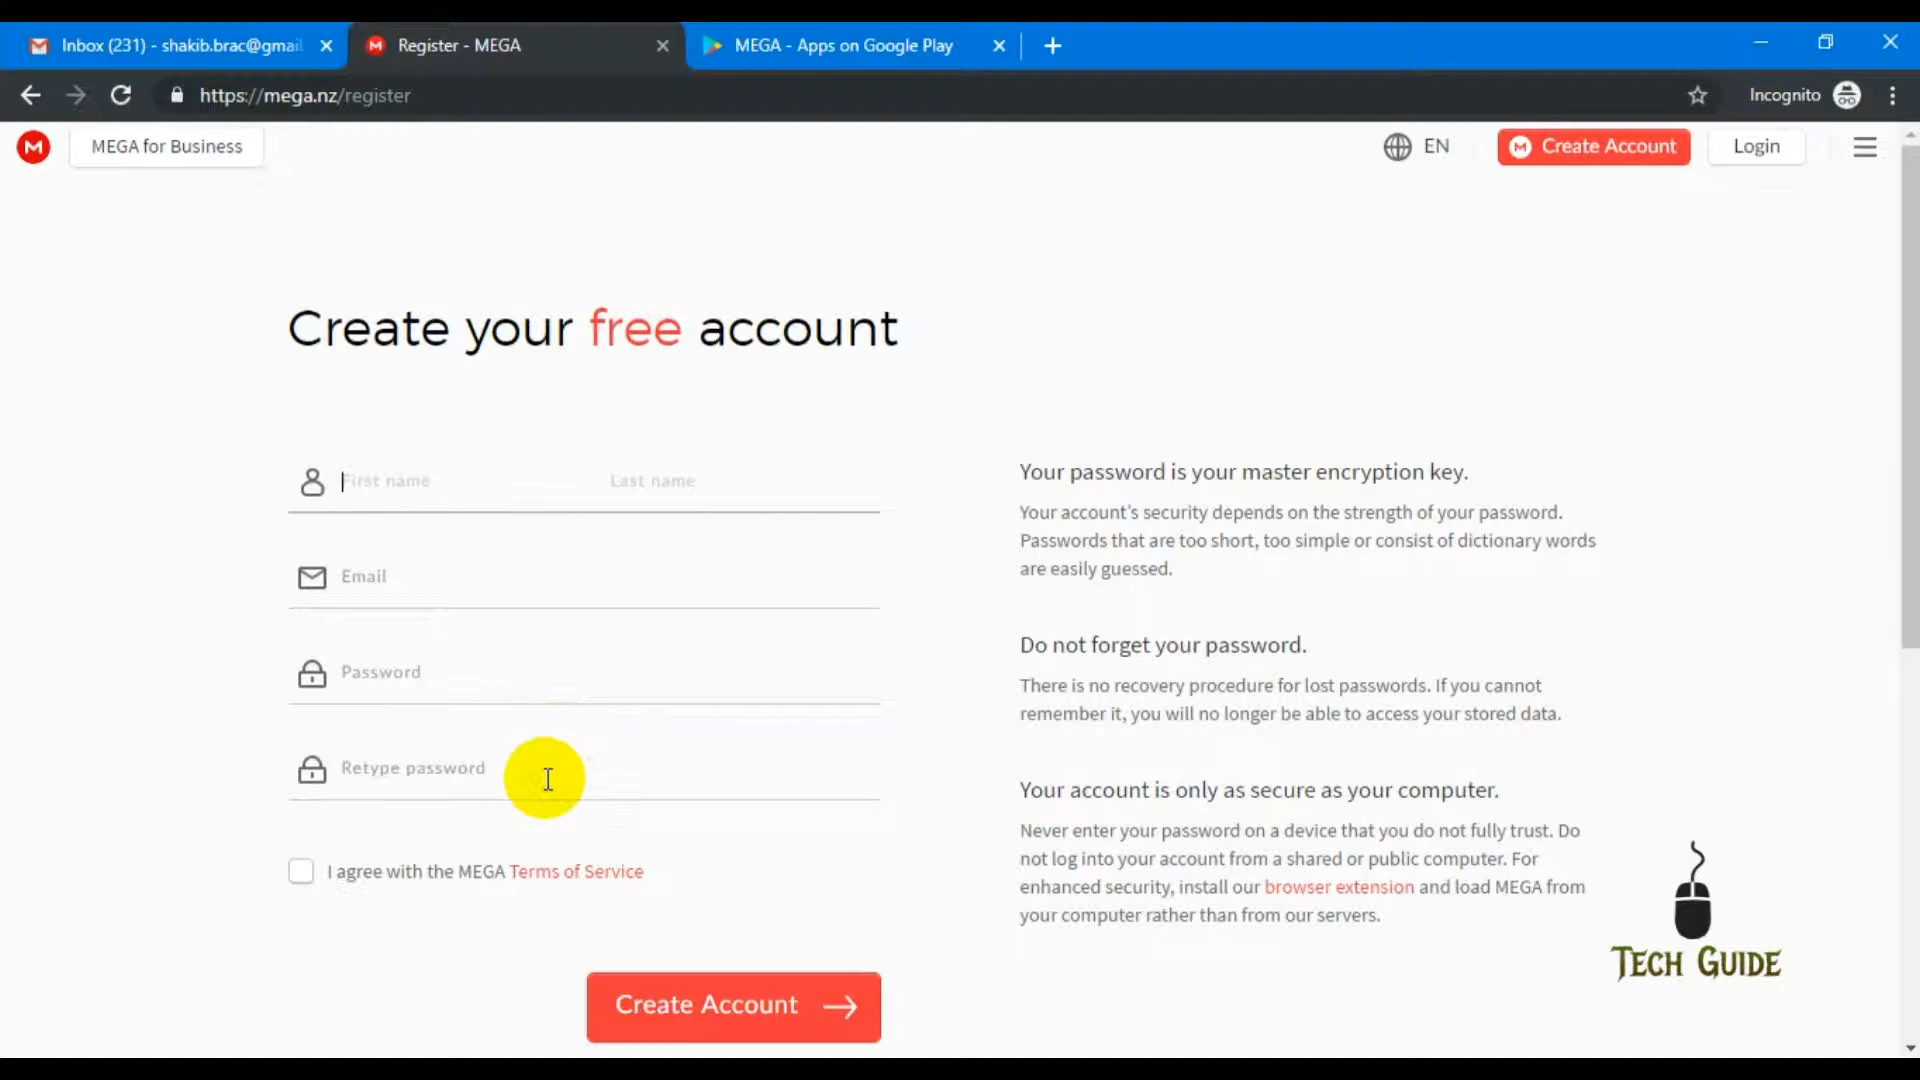 Inbox (231) - shakib.brac@gmail
Register - MEGA
MEGA - Apps on Google Play
https://mega.nz/register
Incognito
MEGA for Business
EN
Create Account
Login
Create your free account
First name
Last name
Email
Password
Retype password
I agree with the MEGA Terms of Service
Create Account
Your password is your master encryption key.
Your account's security depends on the strength of your password.
Passwords that are too short, too simple or consist of dictionary words
are easily guessed.
Do not forget your password.
There is no recovery procedure for lost passwords. If you cannot
remember it, you will no longer be able to access your stored data.
Your account is only as secure as your computer.
Never enter your password on a device that you do not fully trust. Do
not log into your account from a shared or public computer. For
enhanced security, install our browser extension and load MEGA from
your computer rather than from our servers.
TECH GUIDE